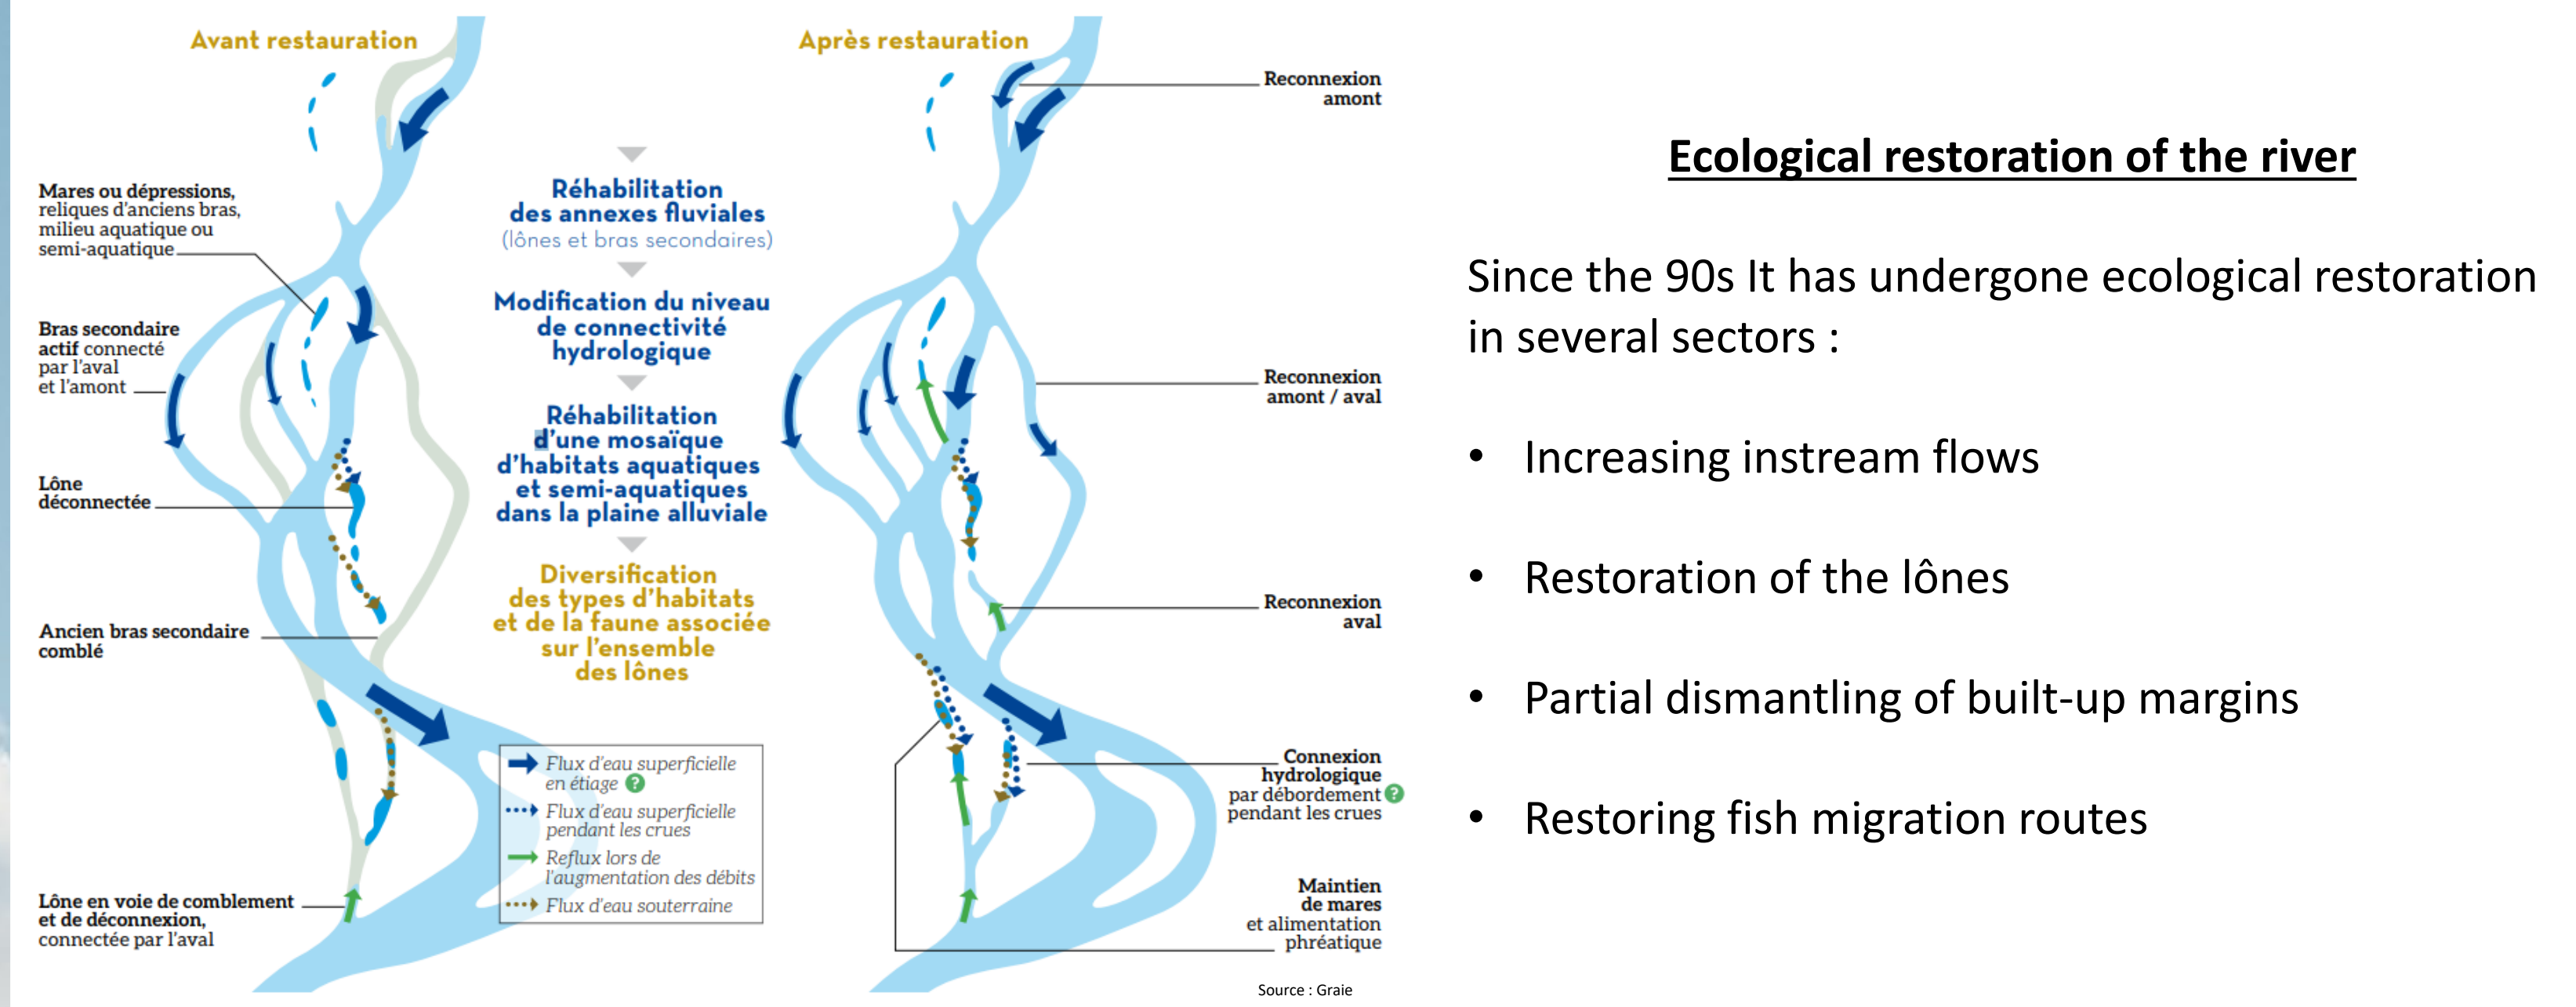 Avant restauration
Mares ou dépressions,
reliques d'anciens bras,
milieu aquatique ou
semi-aquatique
Bras secondaire
actif connecté
par l'aval
et l'amont
Lône
déconnectée
Ancien bras secondaire
comblé
Lône en voie de comblement
et de déconnexion,
connectée par l'aval
Réhabilitation
des annexes fluviales
(lônes et bras secondaires)
Modification du niveau
de connectivité
hydrologique
Réhabilitation
d'une mosaïque
d'habitats aquatiques
et semi-aquatiques
dans la plaine alluviale
Diversification
des types d'habitats
et de la faune associée
sur l'ensemble
des lônes
Flux d'eau superficielle
en étiage ?
Flux d'eau superficielle
pendant les crues
Reflux lors de
l'augmentation des débits
Flux d'eau souterraine
Après restauration
Reconnexion
amont
Reconnexion
amont / aval
Reconnexion
aval
Connexion
hydrologique
par débordement ?
pendant les crues
Maintien
de mares
et alimentation
phréatique
Source : Graie
Ecological restoration of the river
Since the 90s It has undergone ecological restoration
in several sectors :
• Increasing instream flows
• Restoration of the lônes
• Partial dismantling of built-up margins
• Restoring fish migration routes